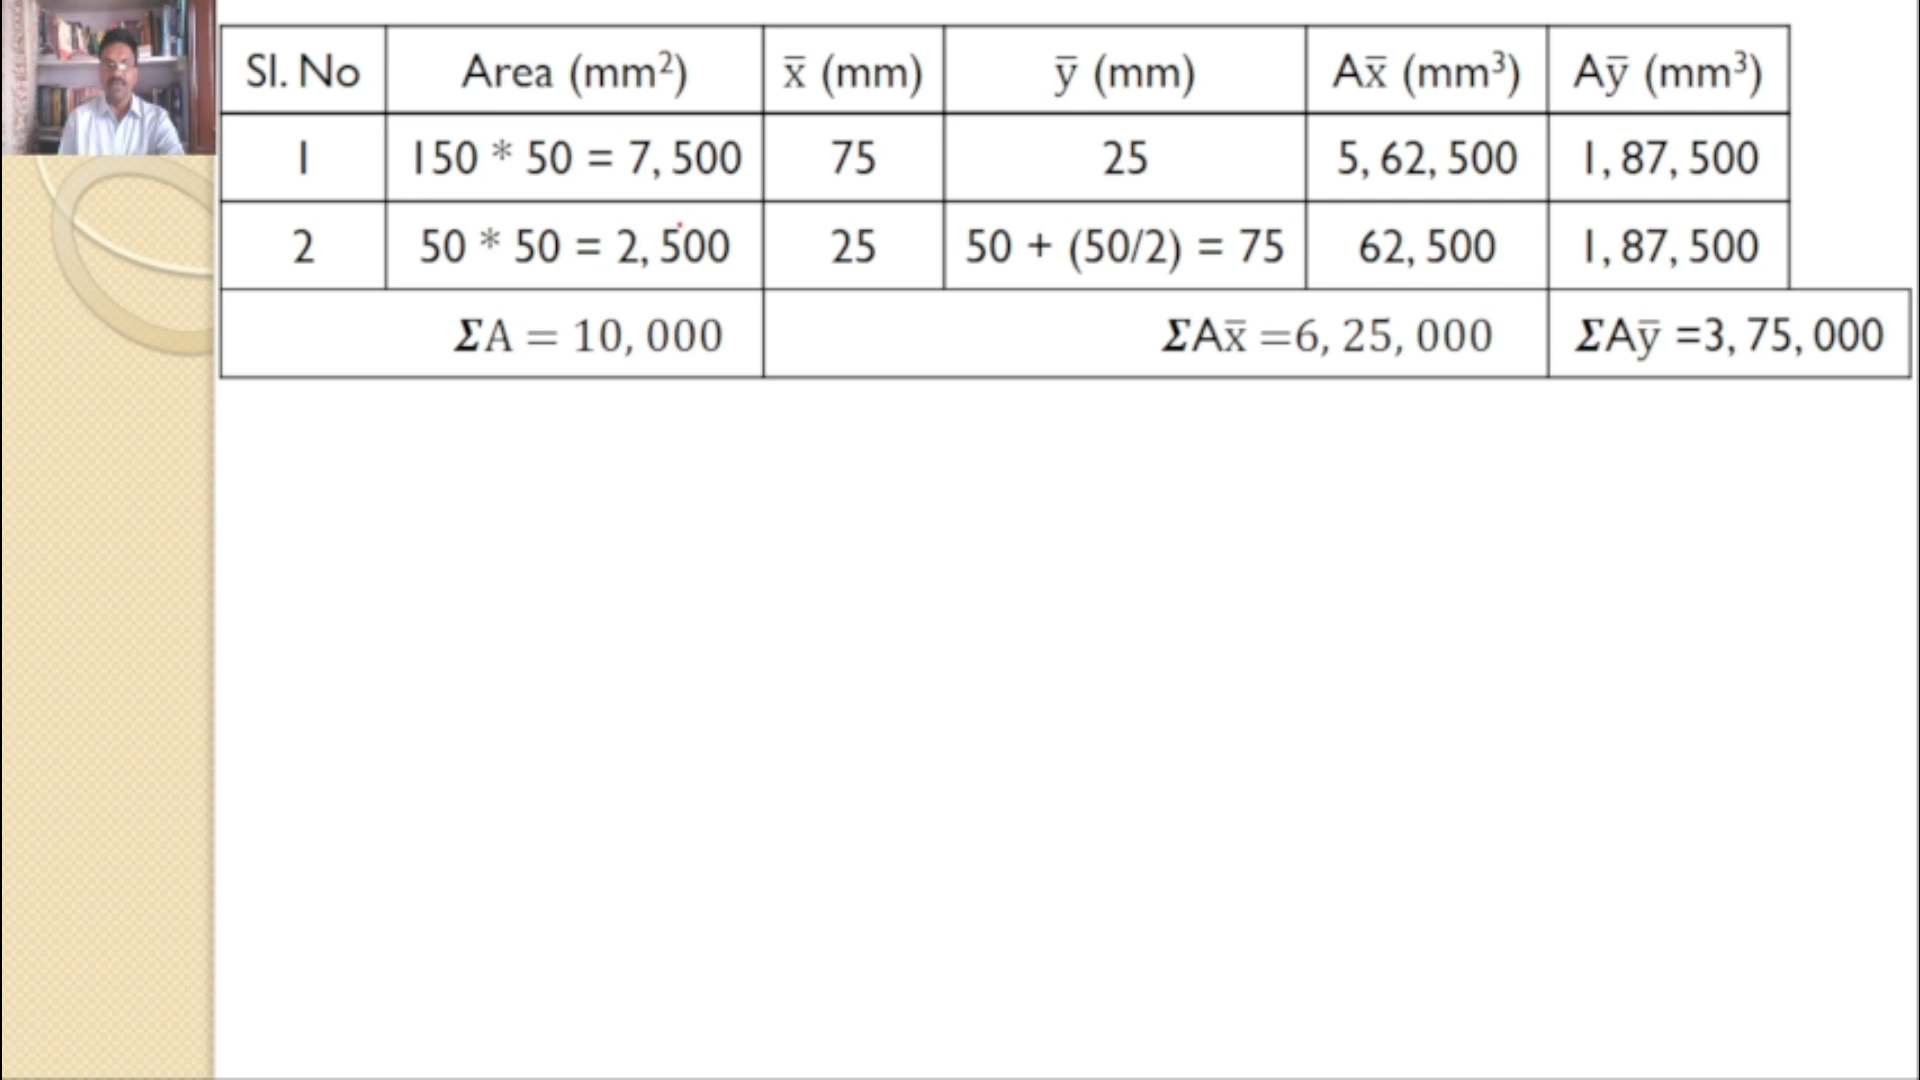 Sl. No Area (mm²) x̅ (mm) y̅ (mm) Ax̅ (mm³) Ay̅ (mm³)
1 150 * 50 = 7, 500 75 25 5, 62, 500 1, 87, 500
2 50 * 50 = 2, 500 25 50 + (50/2) = 75 62, 500 1, 87, 500
ΣA = 10, 000 ΣAx̅ =6, 25, 000 ΣAy̅ =3, 75, 000